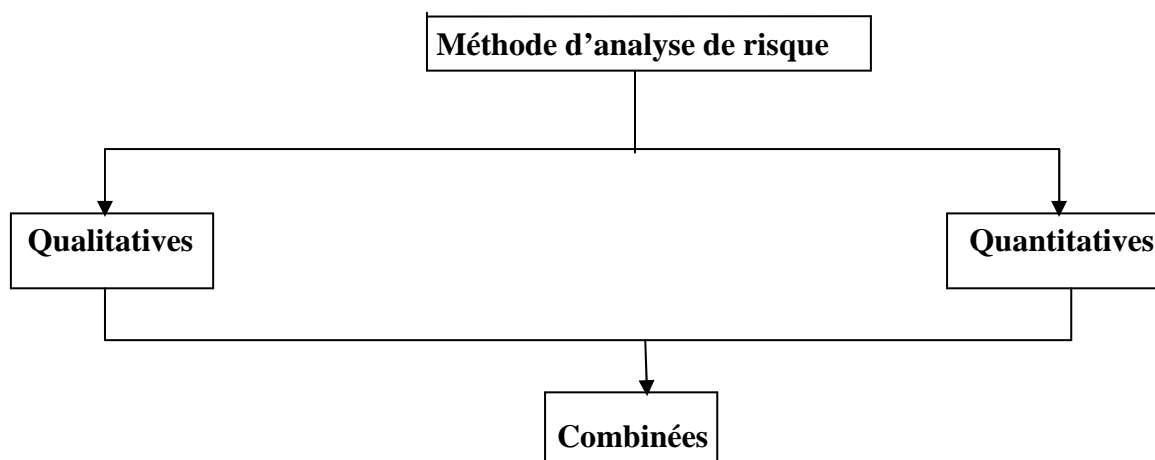 Méthode d’analyse de risque
Qualitatives
Quantitatives
Combinées